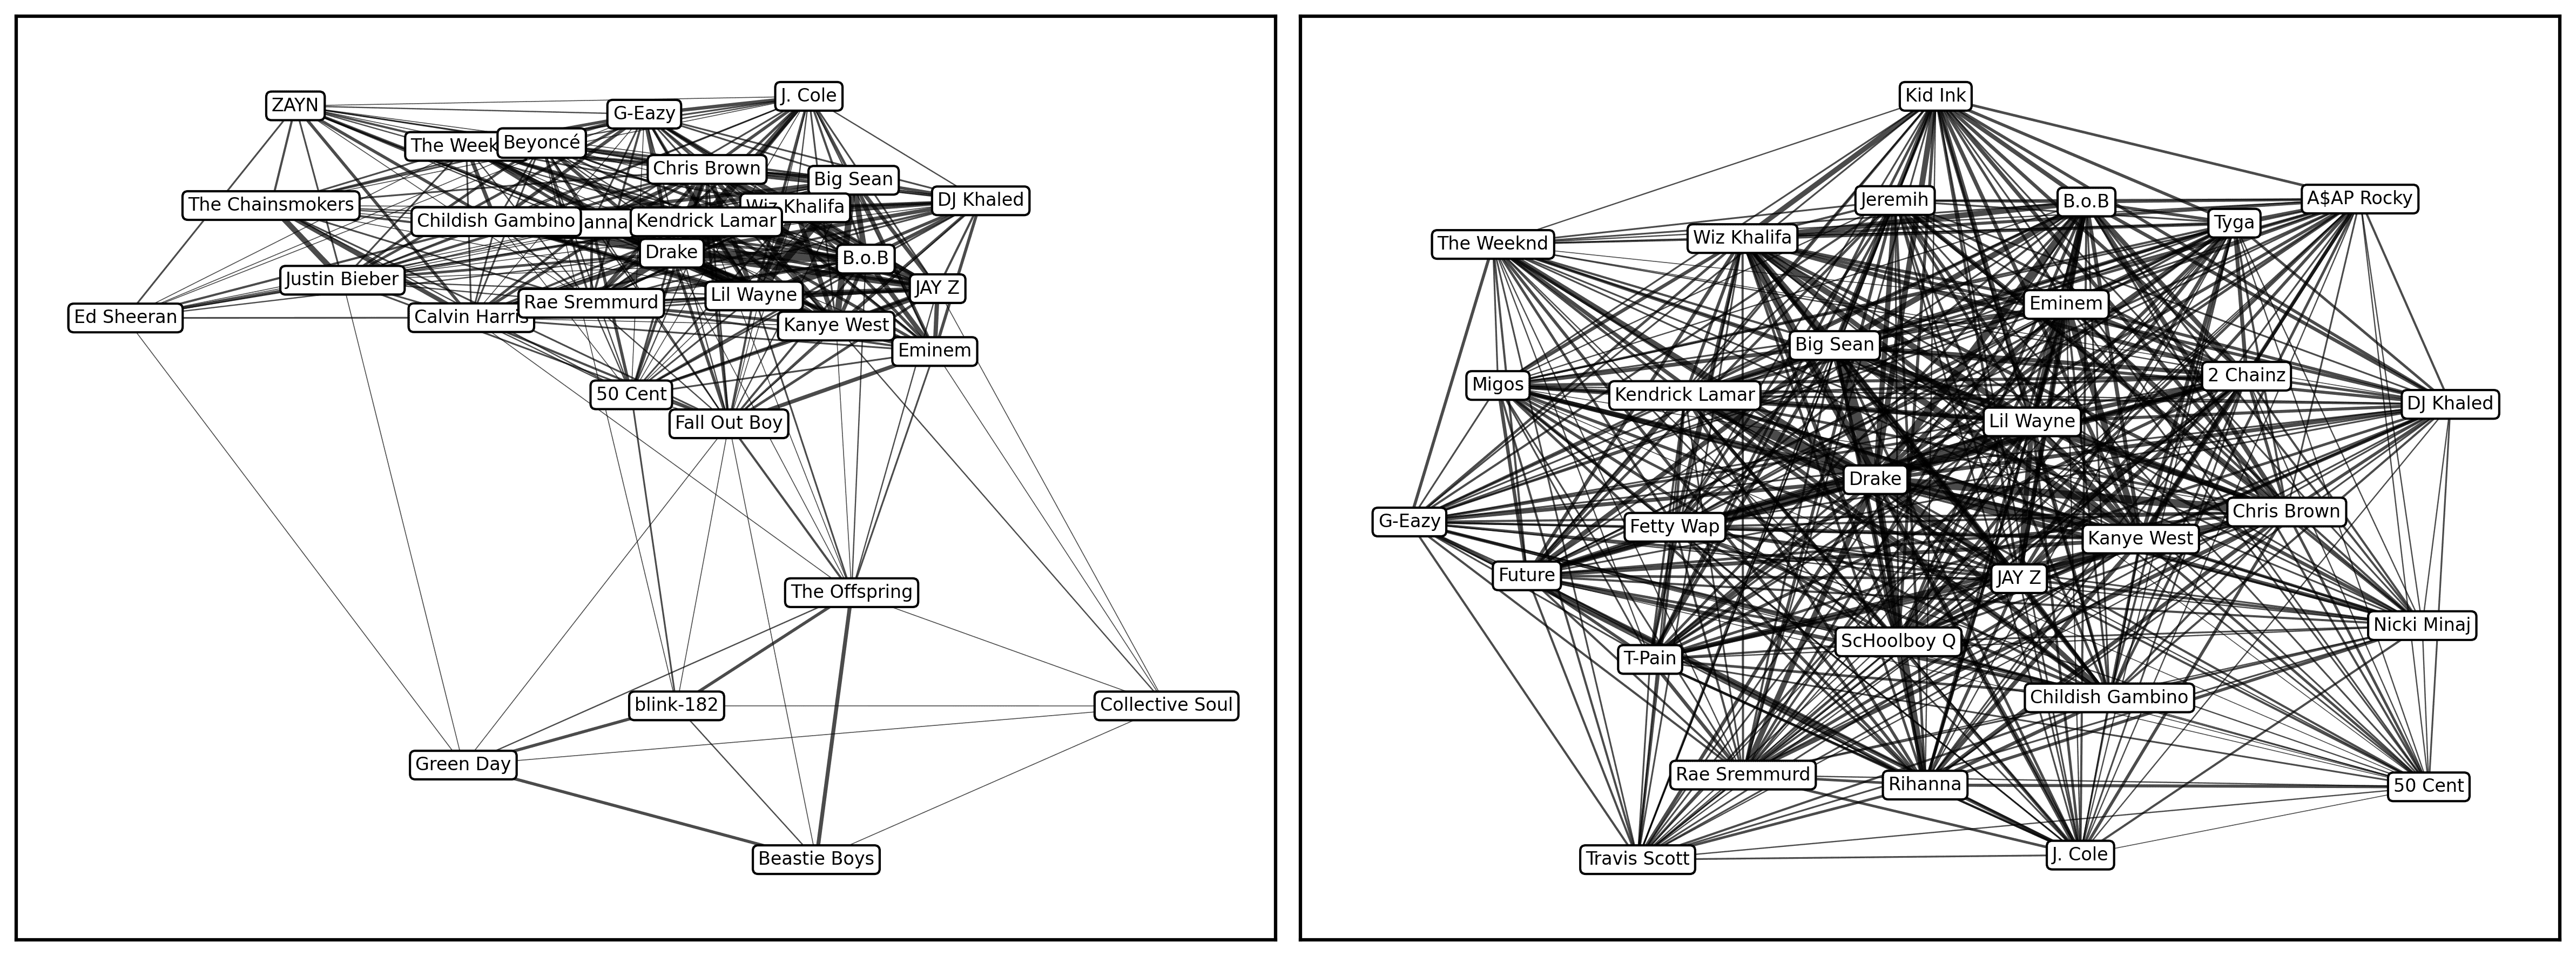 ZAYN
J. Cole
G-Eazy
The Week
Beyoncé
Chris Brown
Big Sean
DJ Khaled
The Chainsmokers
Wiz Khalifa
Childish Gambino
anna
Kendrick Lamar
Drake
B.o.B
Justin Bieber
JAY Z
Lil Wayne
Rae Sremmurd
Ed Sheeran
Calvin Harris
Kanye West
Eminem
50 Cent
Fall Out Boy
The Offspring
blink-182
Collective Soul
Green Day
Beastie Boys
Kid Ink
Jeremih
B.o.B
A$AP Rocky
Tyga
Wiz Khalifa
The Weeknd
Eminem
Big Sean
2 Chainz
Migos
Kendrick Lamar
DJ Khaled
Lil Wayne
Drake
Chris Brown
G-Eazy
Fetty Wap
Kanye West
Future
JAY Z
Nicki Minaj
ScHoolboy Q
T-Pain
Childish Gambino
Rae Sremmurd
Rihanna
50 Cent
Travis Scott
J. Cole